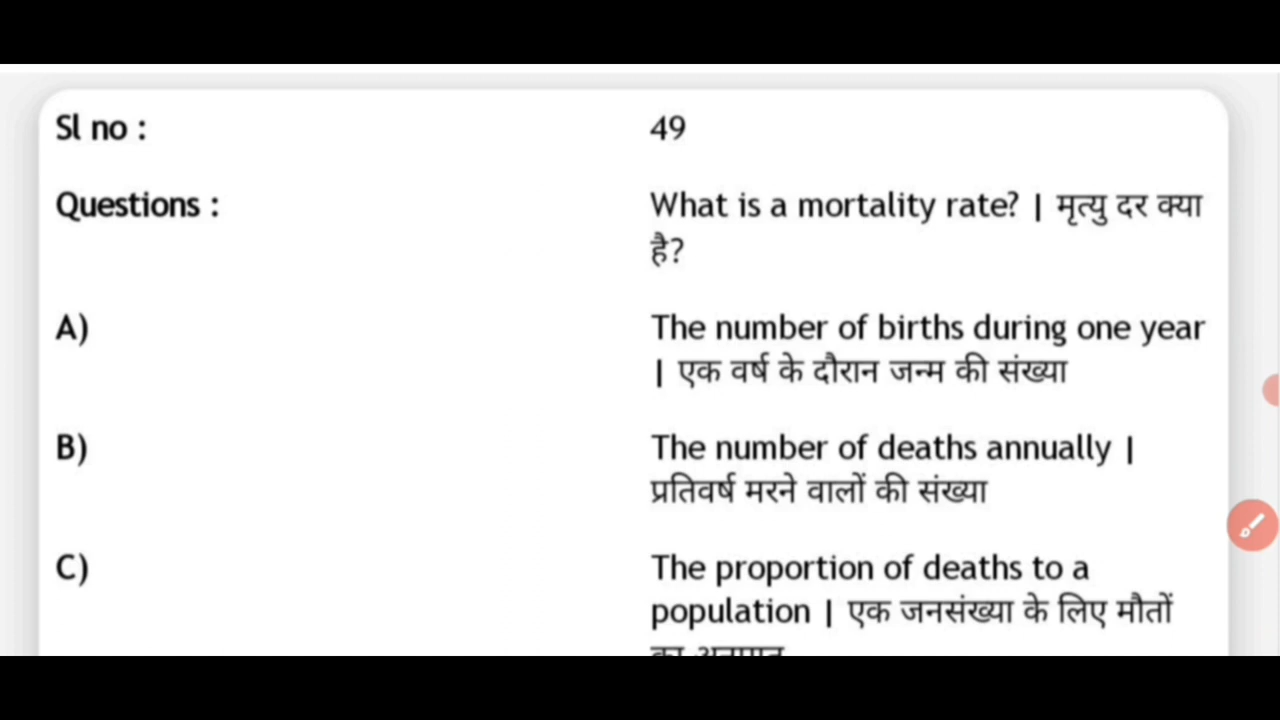 Sl no : 49
Questions : What is a mortality rate? | मृत्यु दर क्या
है?
A) The number of births during one year
| एक वर्ष के दौरान जन्म की संख्या
B) The number of deaths annually |
प्रतिवर्ष मरने वालों की संख्या
C) The proportion of deaths to a
population | एक जनसंख्या के लिए मौतों